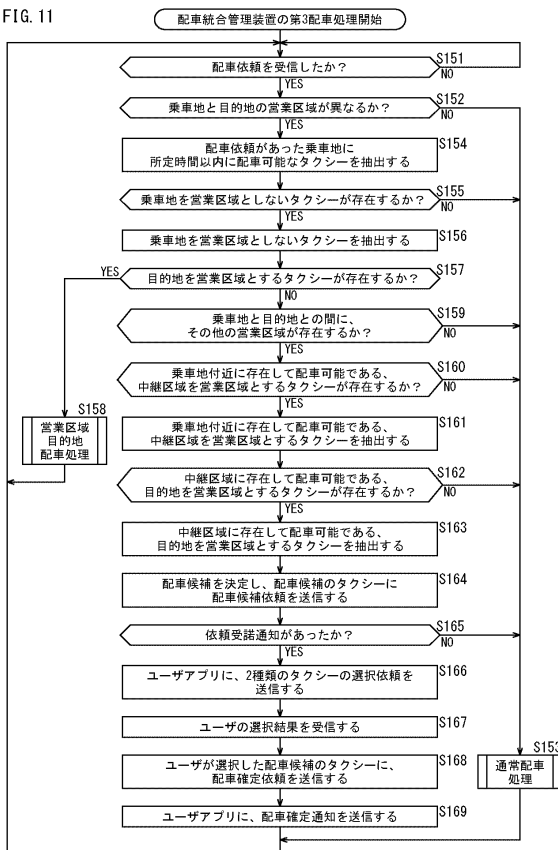 FIG. 11
配車統合管理装置の第3配車処理開始
配車依頼を受信したか?
S151
NO
YES
乗車地と目的地の営業区域が異なるか?
S152
NO
YES
配車依頼があった乗車地に
所定時間以内に配車可能なタクシーを抽出する
S154
乗車地を営業区域としないタクシーが存在するか?
S155
NO
YES
乗車地を営業区域としないタクシーを抽出する
S156
YES
目的地を営業区域とするタクシーが存在するか?
S157
NO
乗車地と目的地との間に、
その他の営業区域が存在するか?
S159
NO
YES
乗車地付近に存在して配車可能である、
中継区域を営業区域とするタクシーが存在するか?
S160
NO
YES
S158
営業区域
目的地
配車処理
乗車地付近に存在して配車可能である、
中継区域を営業区域とするタクシーを抽出する
S161
中継区域に存在して配車可能である、
目的地を営業区域とするタクシーが存在するか?
S162
NO
YES
中継区域に存在して配車可能である、
目的地を営業区域とするタクシーを抽出する
S163
配車候補を決定し、配車候補のタクシーに
配車候補依頼を送信する
S164
依頼受諾通知があったか?
S165
NO
YES
ユーザアプリに、2種類のタクシーの選択依頼を
送信する
S166
ユーザの選択結果を受信する
S167
ユーザが選択した配車候補のタクシーに、
配車確定依頼を送信する
S168
S153
通常配車
処理
ユーザアプリに、配車確定通知を送信する
S169